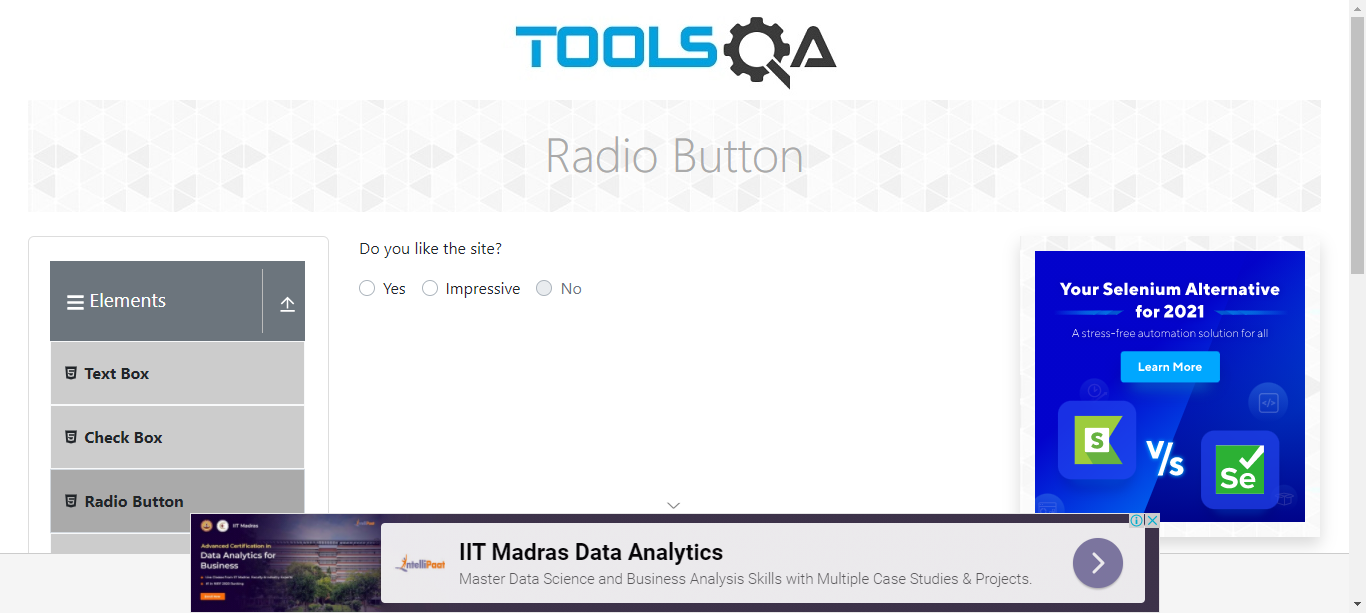 TOOLSQA
Radio Button
Elements
Text Box
Check Box
Radio Button
Do you like the site?
Yes
Impressive
No
Your Selenium Alternative
for 2021
A stress-free automation solution for all
Learn More
S
V/s
Se
</>
IIT Madras
Advanced Certification In
Data Analytics for
Business
intelliPaat
IIT Madras Data Analytics
Master Data Science and Business Analysis Skills with Multiple Case Studies & Projects.